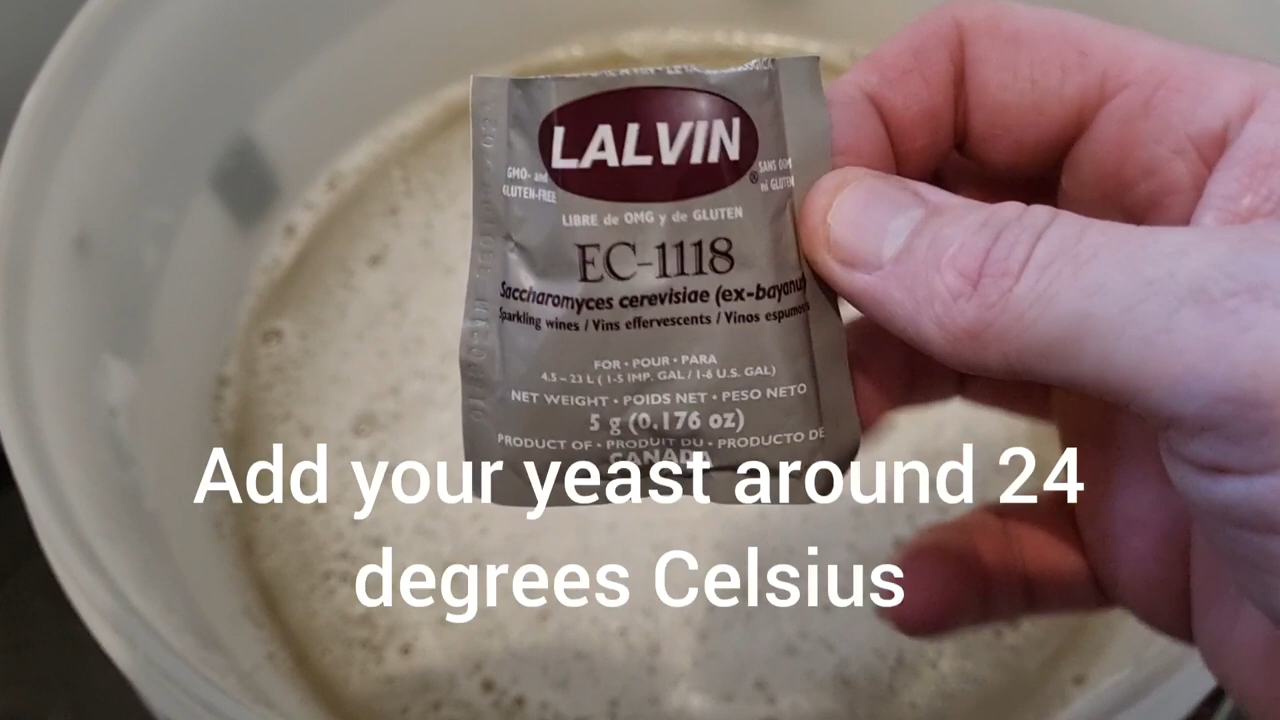 LALVIN
GMO- and
GLUTEN-FREE
®
SANS OGM
ni GLUTEN
LIBRE de OMG y de GLUTEN
EC-1118
Saccharomyces cerevisiae (ex-bayanus)
Sparkling wines / Vins effervescents / Vinos espumosos
FOR • POUR • PARA
4.5 – 23 L ( 1-5 IMP. GAL / 1-6 U.S. GAL)
NET WEIGHT • POIDS NET • PESO NETO
5 g (0.176 oz)
PRODUCT OF • PRODUIT DU • PRODUCTO DE
CANADA
Add your yeast around 24
degrees Celsius